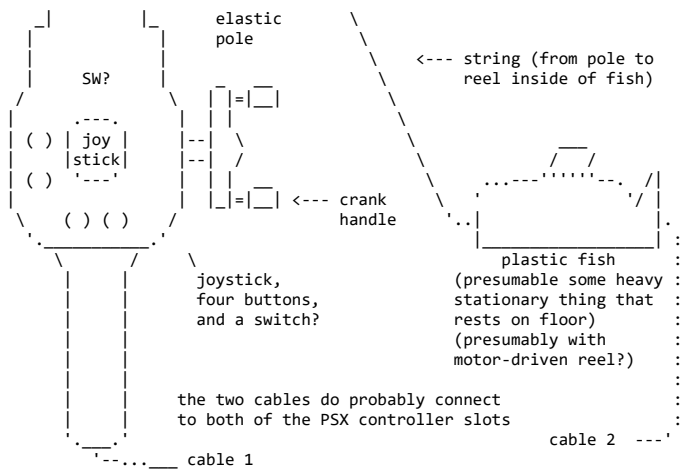 elastic
pole
<--- string (from pole to
reel inside of fish)
SW?
( ) joy
stick
( )
<--- crank
handle
( ) ( )
plastic fish
joystick,
(presumable some heavy
four buttons,
stationary thing that
and a switch?
rests on floor)
(presumably with
motor-driven reel?)
the two cables do probably connect
to both of the PSX controller slots
cable 2 ---'
'--...___ cable 1